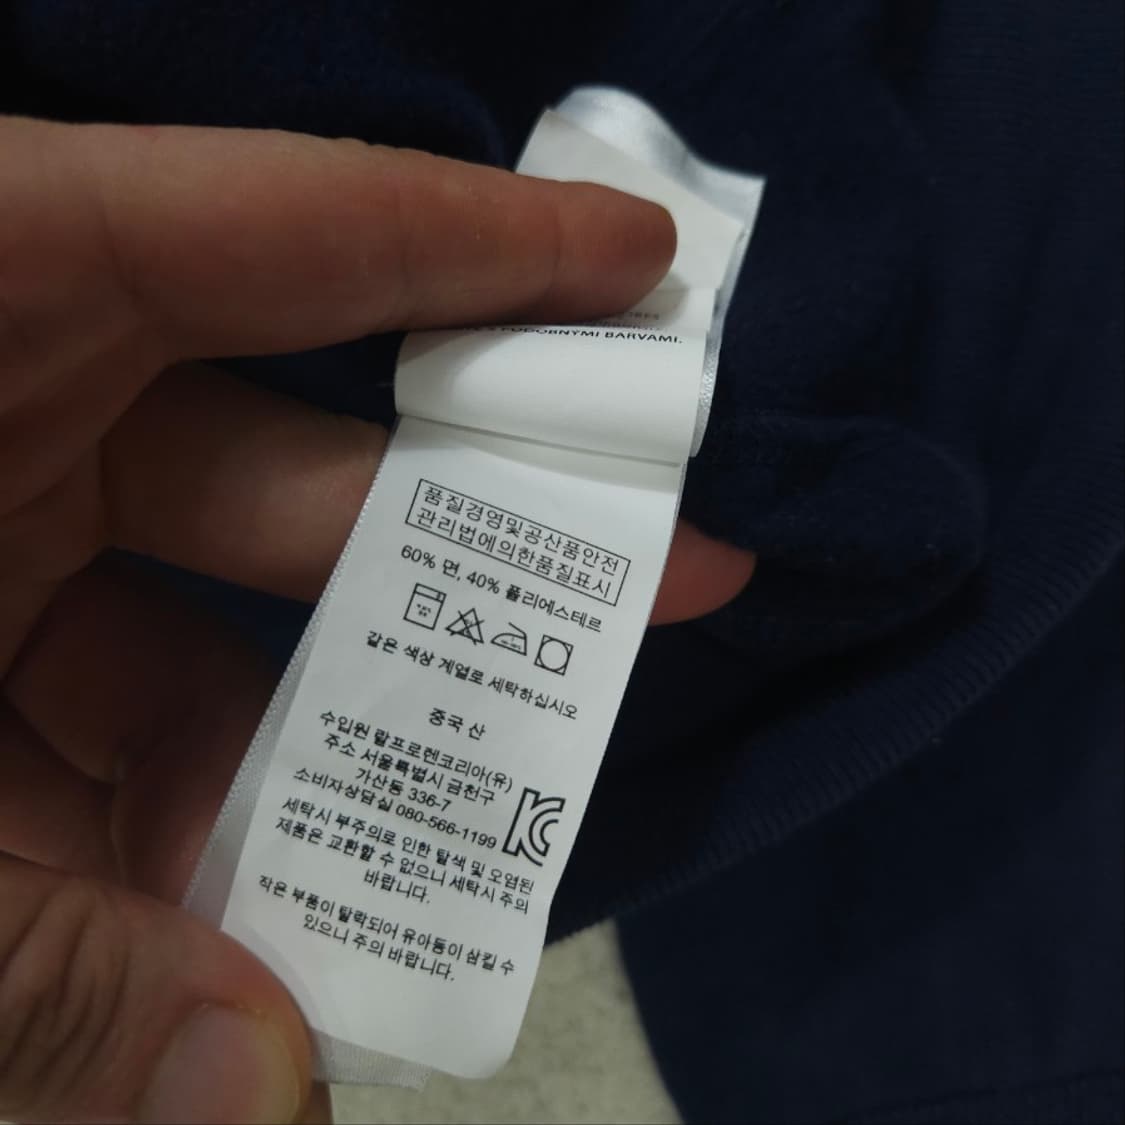 PODOBNÝMI BARVAMI.
품질경영및공산품안전
관리법에의한품질표시
60% 면, 40% 폴리에스테르
같은 색상 계열로 세탁하십시오
중국 산
수입원 랄프로렌코리아(유)
주소 서울특별시 금천구
가산동 336-7
소비자상담실 080-566-1199
세탁시 부주의로 인한 탈색 및 오염된
제품은 교환할 수 없으니 세탁시 주의
바랍니다.
작은 부품이 탈락되어 유아동이 삼킬 수
있으니 주의 바랍니다.